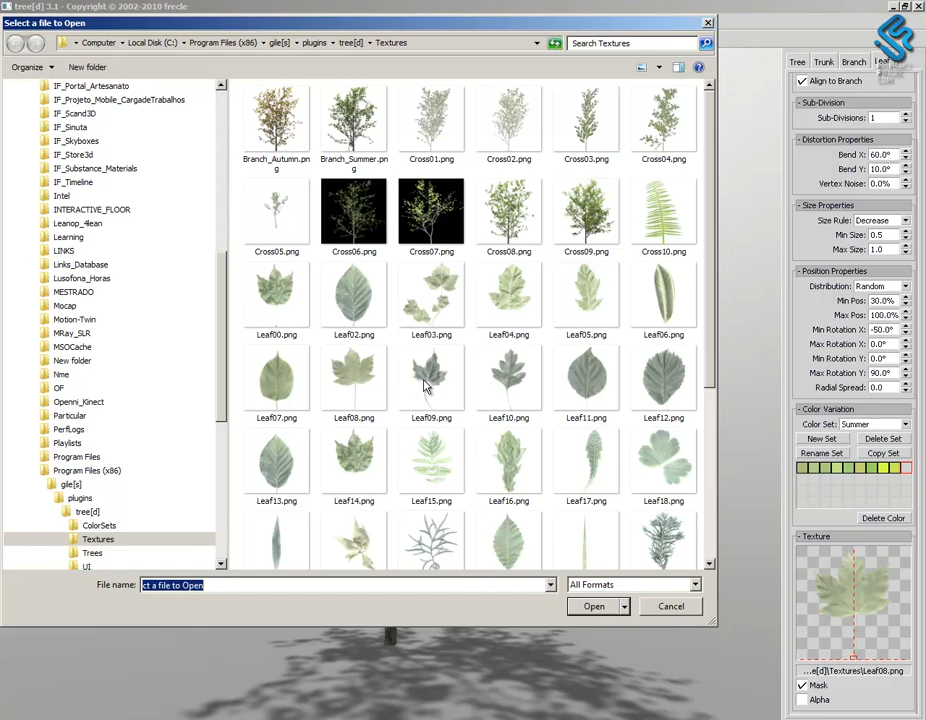 tree[d] 3.1 - Copyright © 2002-2010 frecle
Select a file to Open
Computer Local Disk (C:) Program Files (x86) gile[s] plugins tree[d] Textures
Search Textures
Organize
New folder
IF_Portal_Artesanato
IF_Projeto_Mobile_CargadeTrabalhos
IF_Scand3D
IF_Sinuta
IF_Skyboxes
IF_Store3d
IF_Substance_Materials
IF_Timeline
Intel
INTERACTIVE_FLOOR
Leanop_4lean
Learning
LINKS
Links_Database
Lusofona_Horas
MESTRADO
Mocap
Motion-Twin
MRay_SLR
MSOCache
New folder
Nme
OF
Openni_Kinect
Particular
PerfLogs
Playlists
Program Files
Program Files (x86)
gile[s]
plugins
tree[d]
ColorSets
Textures
Trees
UI
Branch_Autumn.pn
g
Branch_Summer.pn
g
Cross01.png
Cross02.png
Cross03.png
Cross04.png
Cross05.png
Cross06.png
Cross07.png
Cross08.png
Cross09.png
Cross10.png
Leaf00.png
Leaf02.png
Leaf03.png
Leaf04.png
Leaf05.png
Leaf06.png
Leaf07.png
Leaf08.png
Leaf09.png
Leaf10.png
Leaf11.png
Leaf12.png
Leaf13.png
Leaf14.png
Leaf15.png
Leaf16.png
Leaf17.png
Leaf18.png
File name: ct a file to Open
All Formats
Open
Cancel
Tree Trunk Branch
Align to Branch
- Sub-Division
Sub-Divisions: 1
- Distortion Properties
Bend X: 60.0%
Bend Y: 10.0%
Vertex Noise: 0.0%
- Size Properties
Size Rule: Decrease
Min Size: 0.5
Max Size: 1.0
- Position Properties
Distribution: Random
Min Pos: 30.0%
Max Pos: 100.0%
Min Rotation X: -50.0°
Max Rotation X: 0.0°
Min Rotation Y: 0.0°
Max Rotation Y: 90.0°
Radial Spread: 0.0
- Color Variation
Color Set: Summer
New Set
Delete Set
Rename Set
Copy Set
Delete Color
- Texture
...e[d]\Textures\Leaf08.png
Mask
Alpha